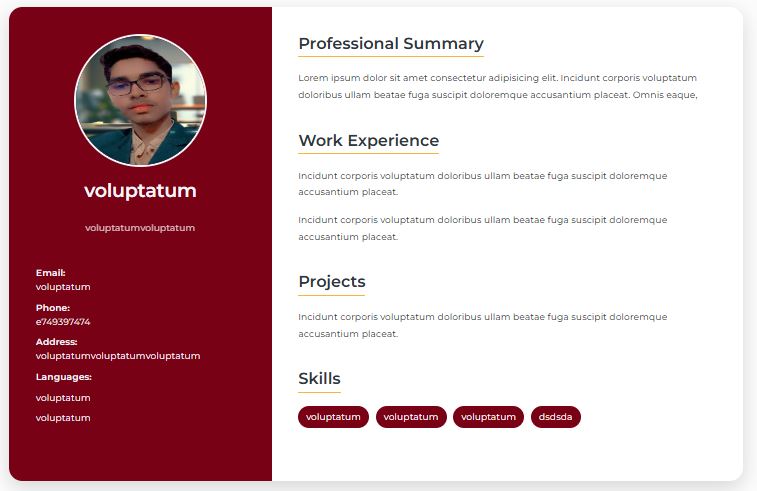 voluptatum
voluptatumvoluptatum
Email:
voluptatum
Phone:
e749397474
Address:
voluptatumvoluptatumvoluptatum
Languages:
voluptatum
voluptatum
Professional Summary
Lorem ipsum dolor sit amet consectetur adipisicing elit. Incidunt corporis voluptatum
doloribus ullam beatae fuga suscipit doloremque accusantium placeat. Omnis eaque,
Work Experience
Incidunt corporis voluptatum doloribus ullam beatae fuga suscipit doloremque
accusantium placeat.
Incidunt corporis voluptatum doloribus ullam beatae fuga suscipit doloremque
accusantium placeat.
Projects
Incidunt corporis voluptatum doloribus ullam beatae fuga suscipit doloremque
accusantium placeat.
Skills
voluptatum voluptatum voluptatum dsdsda